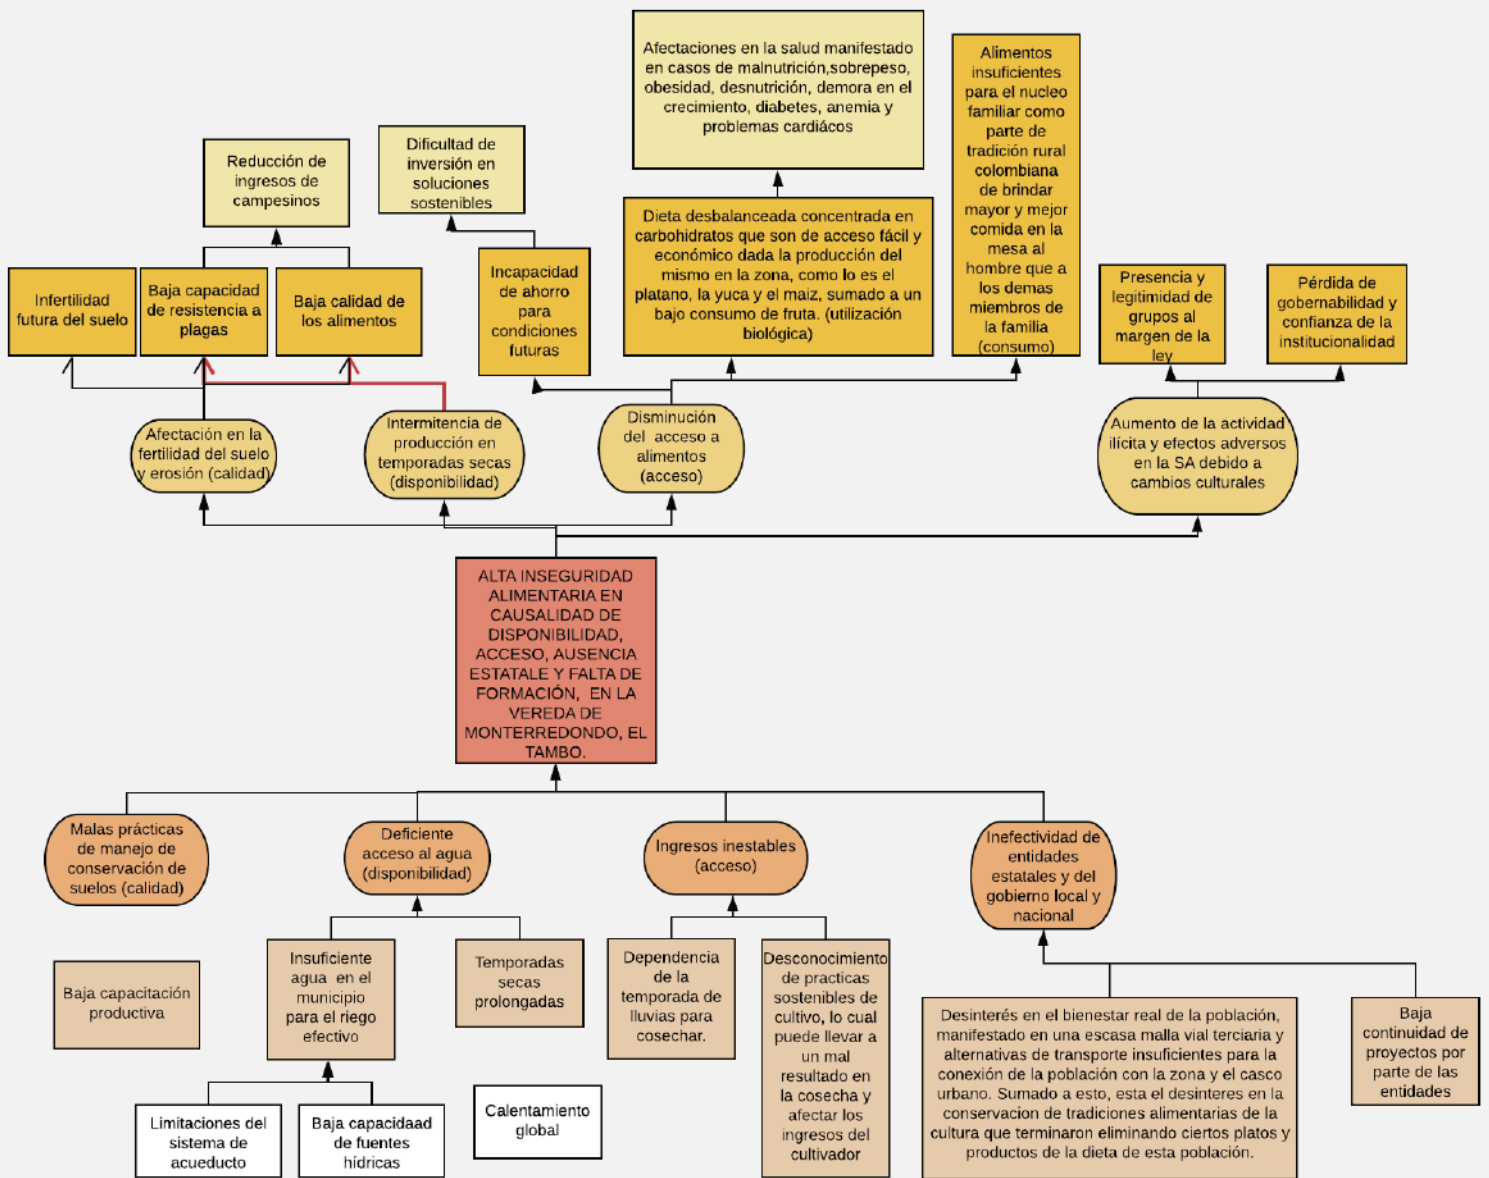 Afectaciones en la salud manifestado
en casos de malnutrición,sobrepeso,
obesidad, desnutrición, demora en el
crecimiento, diabetes, anemia y
problemas cardiácos
Alimentos
insuficientes
para el nucleo
familiar como
parte de
tradición rural
colombiana
de brindar
mayor y mejor
comida en la
mesa al
hombre que a
los demas
miembros de
la familia
(consumo)
Reducción de
ingresos de
campesinos
Dificultad de
inversión en
soluciones
sostenibles
Infertilidad
futura del suelo
Baja capacidad
de resistencia a
plagas
Baja calidad de
los alimentos
Incapacidad
de ahorro
para
condiciones
futuras
Dieta desbalanceada concentrada en
carbohidratos que son de acceso fácil y
económico dada la producción del
mismo en la zona, como lo es el
platano, la yuca y el maiz, sumado a un
bajo consumo de fruta. (utilización
biológica)
Presencia y
legitimidad de
grupos al
margen de la
ley
Pérdida de
gobernabilidad y
confianza de la
institucionalidad
Afectación en la
fertilidad del suelo
y erosión (calidad)
Intermitencia de
producción en
temporadas secas
(disponibilidad)
Disminución
del acceso a
alimentos
(acceso)
Aumento de la actividad
ilícita y efectos adversos
en la SA debido a
cambios culturales
ALTA INSEGURIDAD
ALIMENTARIA EN
CAUSALIDAD DE
DISPONIBILIDAD,
ACCESO, AUSENCIA
ESTATALE Y FALTA DE
FORMACIÓN, EN LA
VEREDA DE
MONTERREDONDO, EL
TAMBO.
Malas prácticas
de manejo de
conservación de
suelos (calidad)
Deficiente
acceso al agua
(disponibilidad)
Ingresos inestables
(acceso)
Inefectividad de
entidades
estatales y del
gobierno local y
nacional
Baja capacitación
productiva
Insuficiente
agua en el
municipio
para el riego
efectivo
Temporadas
secas
prolongadas
Dependencia
de la
temporada de
lluvias para
cosechar.
Desconocimiento
de practicas
sostenibles de
cultivo, lo cual
puede llevar a
un mal
resultado en
la cosecha y
afectar los
ingresos del
cultivador
Desinterés en el bienestar real de la población,
manifestado en una escasa malla vial terciaria y
alternativas de transporte insuficientes para la
conexión de la población con la zona y el casco
urbano. Sumado a esto, esta el desinteres en la
conservacion de tradiciones alimentarias de la
cultura que terminaron eliminando ciertos platos y
productos de la dieta de esta población.
Baja
continuidad de
proyectos por
parte de las
entidades
Limitaciones del
sistema de
acueducto
Baja capacidaad
de fuentes
hídricas
Calentamiento
global